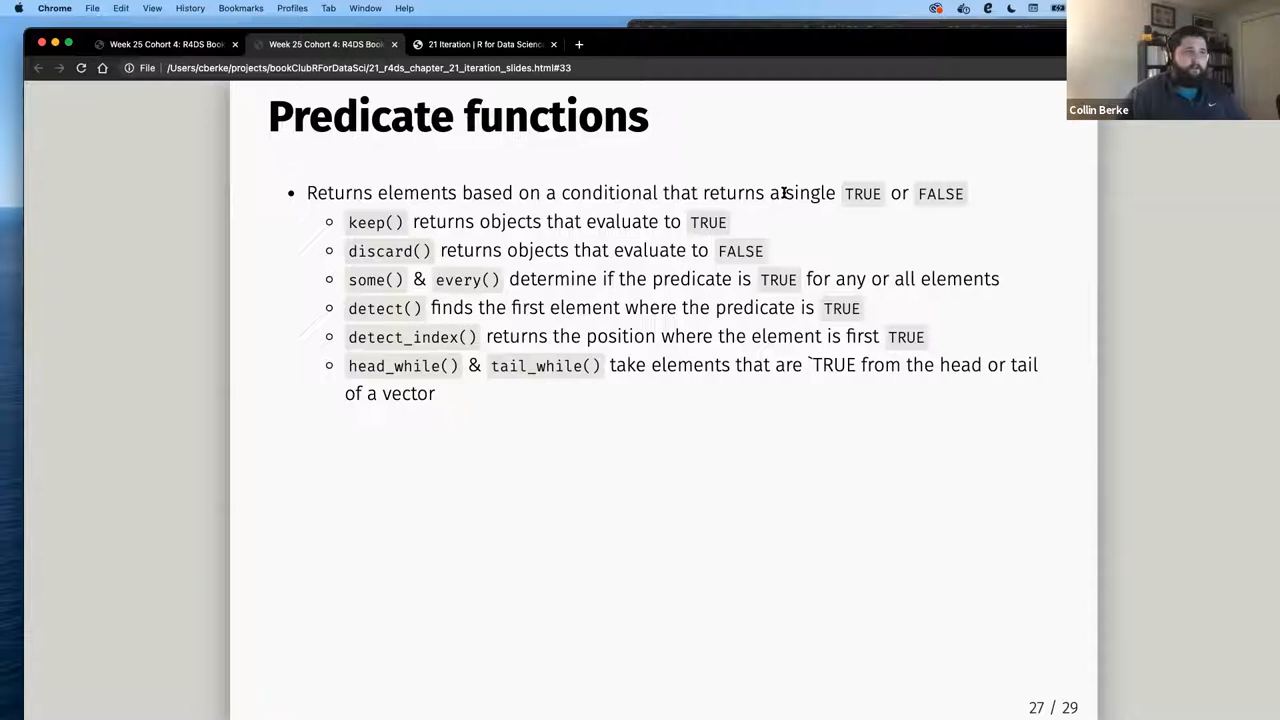 Chrome File Edit View History Bookmarks Profiles Tab Window Help
Week 25 Cohort 4: R4DS Book
Week 25 Cohort 4: R4DS Book
21 Iteration | R for Data Scienc
File /Users/cberke/projects/bookClubRForDataSci/21_r4ds_chapter_21_iteration_slides.html#33
Collin Berke
Predicate functions
• Returns elements based on a conditional that returns a single TRUE or FALSE
keep() returns objects that evaluate to TRUE
discard() returns objects that evaluate to FALSE
some() & every() determine if the predicate is TRUE for any or all elements
detect() finds the first element where the predicate is TRUE
detect_index() returns the position where the element is first TRUE
head_while() & tail_while() take elements that are `TRUE from the head or tail
of a vector
27 / 29